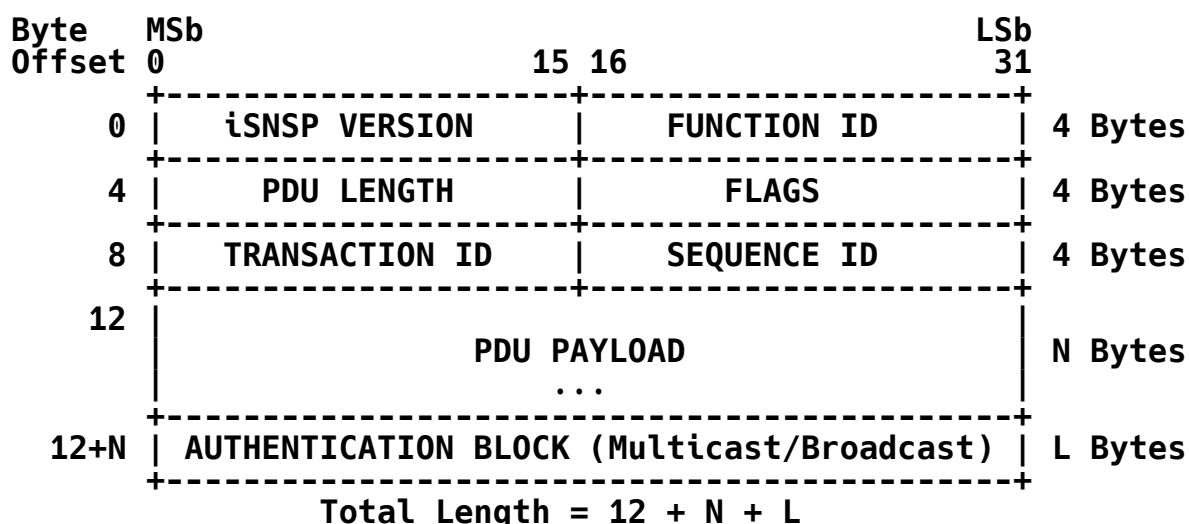 Byte   MSb                                        LSb
Offset 0                   15 16                   31
       +---------------------+----------------------+
     0 |   iSNSP VERSION     |    FUNCTION ID       | 4 Bytes
       +---------------------+----------------------+
     4 |     PDU LENGTH      |       FLAGS          | 4 Bytes
       +---------------------+----------------------+
     8 |   TRANSACTION ID    |    SEQUENCE ID       | 4 Bytes
       +---------------------+----------------------+
    12 |                                            |
       |                PDU PAYLOAD                 | N Bytes
       |                    ...                     |
       +--------------------------------------------+
  12+N | AUTHENTICATION BLOCK (Multicast/Broadcast) | L Bytes
       +--------------------------------------------+
                Total Length = 12 + N + L